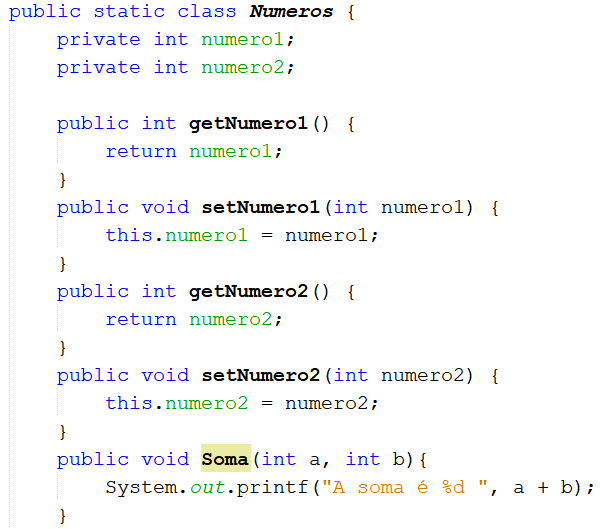 public static class Numeros {
private int numero1;
private int numero2;
public int getNumero1() {
return numero1;
}
public void setNumero1(int numero1) {
this.numero1 = numero1;
}
public int getNumero2() {
return numero2;
}
public void setNumero2(int numero2) {
this.numero2 = numero2;
}
public void Soma(int a, int b){
System.out.printf("A soma é %d ", a + b);
}